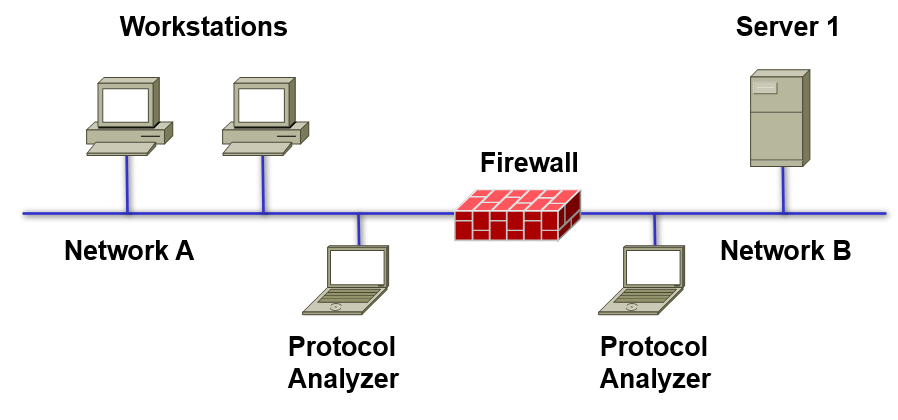 Workstations
Server 1
Firewall
Network A
Network B
Protocol
Analyzer
Protocol
Analyzer